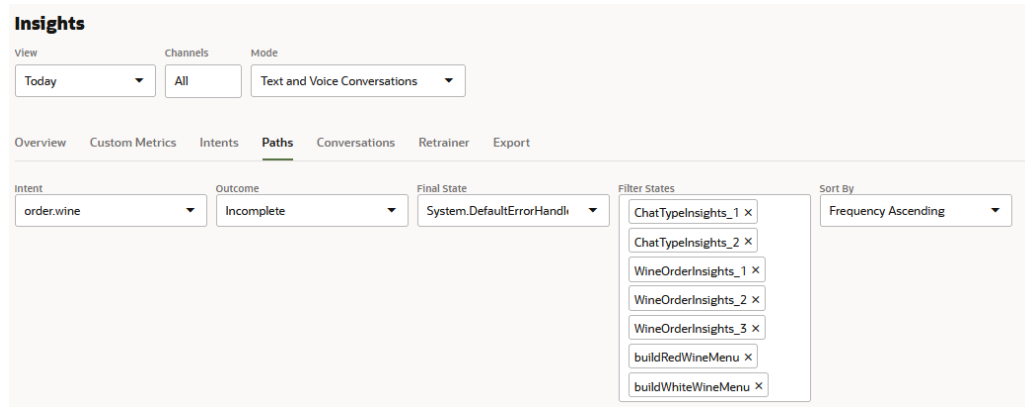 Insights
View Channels Mode
Today All Text and Voice Conversations
Overview Custom Metrics Intents Paths Conversations Retrainer Export
Intent Outcome Final State Filter States Sort By
order.wine Incomplete System.DefaultErrorHandle ChatTypeInsights_1 × Frequency Ascending
ChatTypeInsights_2 ×
WineOrderInsights_1 ×
WineOrderInsights_2 ×
WineOrderInsights_3 ×
buildRedWineMenu ×
buildWhiteWineMenu ×